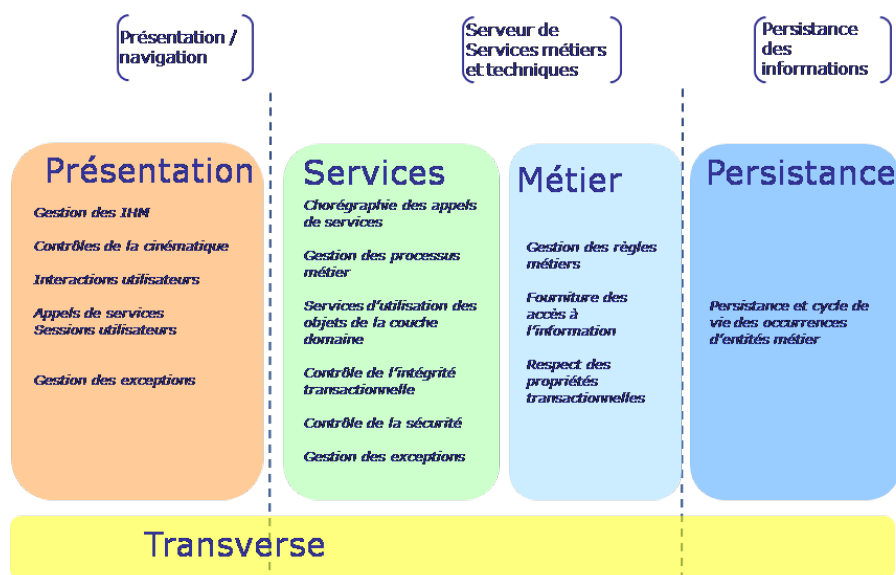 Présentation /
navigation
Serveur de
Services métiers
et techniques
Persistance
des
informations
Présentation
Gestion des IHM
Contrôles de la cinématique
Interactions utilisateurs
Appels de services
Sessions utilisateurs
Gestion des exceptions
Services
Chorégraphie des appels
de services
Gestion des processus
métier
Services d'utilisation des
objets de la couche
domaine
Contrôle de l'intégrité
transactionnelle
Contrôle de la sécurité
Gestion des exceptions
Métier
Gestion des règles
métiers
Fourniture des
accès à
l'information
Respect des
propriétés
transactionnelles
Persistance
Persistance et cycle de
vie des occurrences
d'entités métier
Transverse